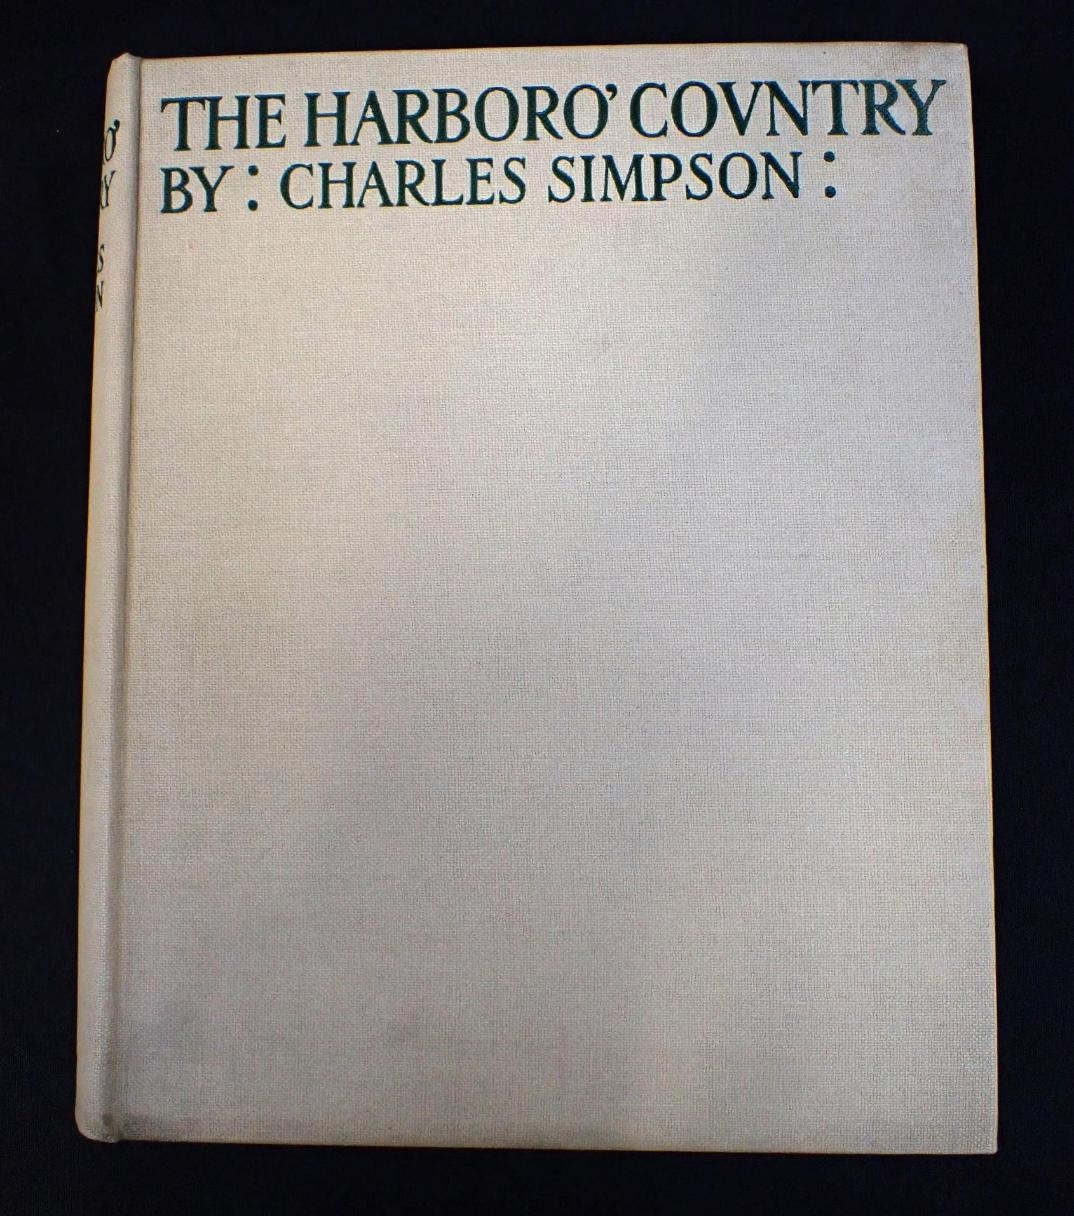 THE HARBORO' COVNTRY
BY : CHARLES SIMPSON :